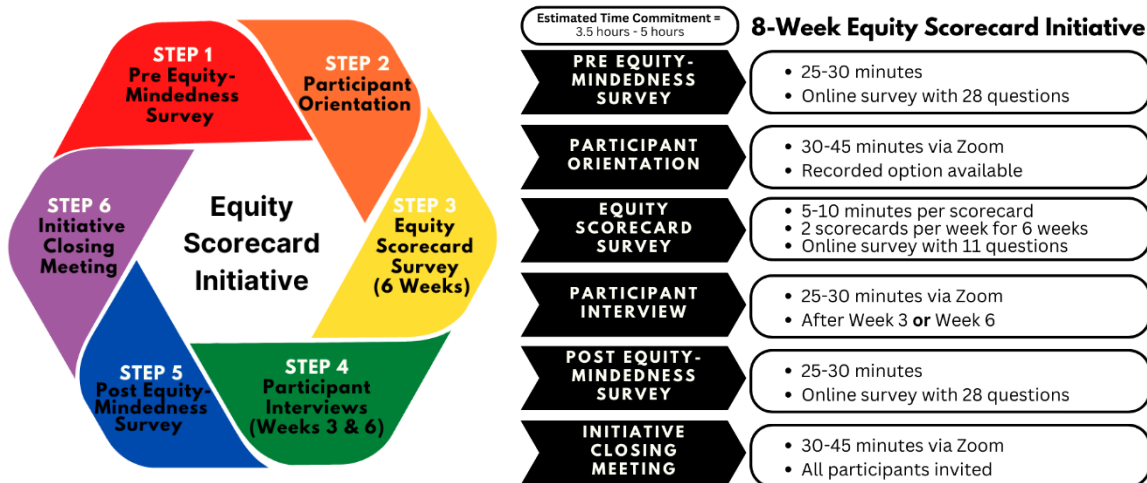 STEP 1
Pre Equity-
Mindedness
Survey
STEP 2
Participant
Orientation
STEP 3
Equity
Scorecard
Survey
(6 Weeks)
STEP 4
Participant
Interviews
(Weeks 3 & 6)
STEP 5
Post Equity-
Mindedness
Survey
STEP 6
Initiative
Closing
Meeting
Equity
Scorecard
Initiative
Estimated Time Commitment =
3.5 hours - 5 hours
8-Week Equity Scorecard Initiative
PRE EQUITY-
MINDEDNESS
SURVEY
• 25-30 minutes
• Online survey with 28 questions
PARTICIPANT
ORIENTATION
• 30-45 minutes via Zoom
• Recorded option available
EQUITY
SCORECARD
SURVEY
• 5-10 minutes per scorecard
• 2 scorecards per week for 6 weeks
• Online survey with 11 questions
PARTICIPANT
INTERVIEW
• 25-30 minutes via Zoom
• After Week 3 or Week 6
POST EQUITY-
MINDEDNESS
SURVEY
• 25-30 minutes
• Online survey with 28 questions
INITIATIVE
CLOSING
MEETING
• 30-45 minutes via Zoom
• All participants invited